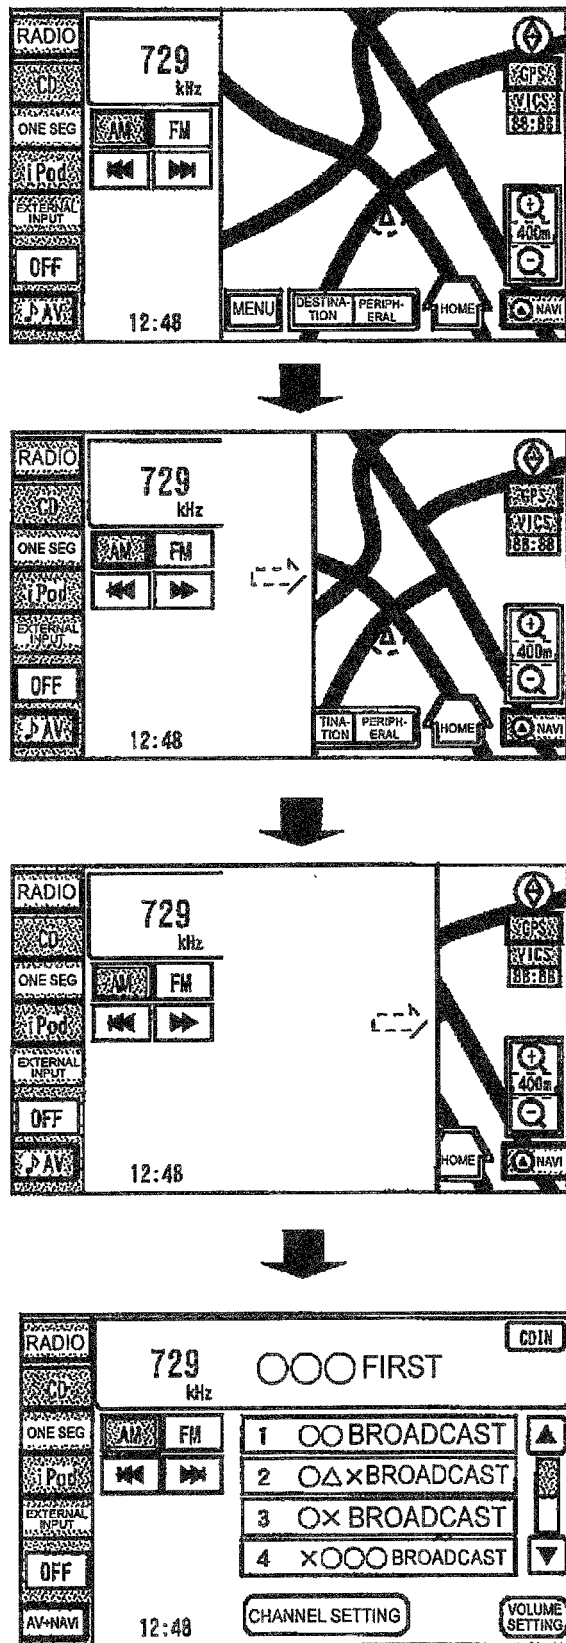 RADIO
729
kHz
GPS
CD
VICS
88:88
ONE SEG
AM FM
iPod
EXTERNAL
INPUT
400m
OFF
MENU
DESTINA-
TION
PERIPH-
ERAL
HOME
NAVI
♪ AV
12:48
RADIO
729
kHz
GPS
CD
VICS
88:88
ONE SEG
AM FM
iPod
EXTERNAL
INPUT
400m
OFF
TINA-
TION
PERIPH-
ERAL
HOME
NAVI
♪ AV
12:48
RADIO
729
kHz
GPS
CD
VICS
88:88
ONE SEG
AM FM
iPod
EXTERNAL
INPUT
400m
OFF
HOME
NAVI
♪ AV
12:48
CDIN
RADIO
729
kHz
○○○ FIRST
CD
ONE SEG
AM FM
1 ○○ BROADCAST
iPod
2 ○△×BROADCAST
EXTERNAL
INPUT
3 ○× BROADCAST
4 ×○○○ BROADCAST
OFF
AV+NAVI
12:48
CHANNEL SETTING
VOLUME
SETTING